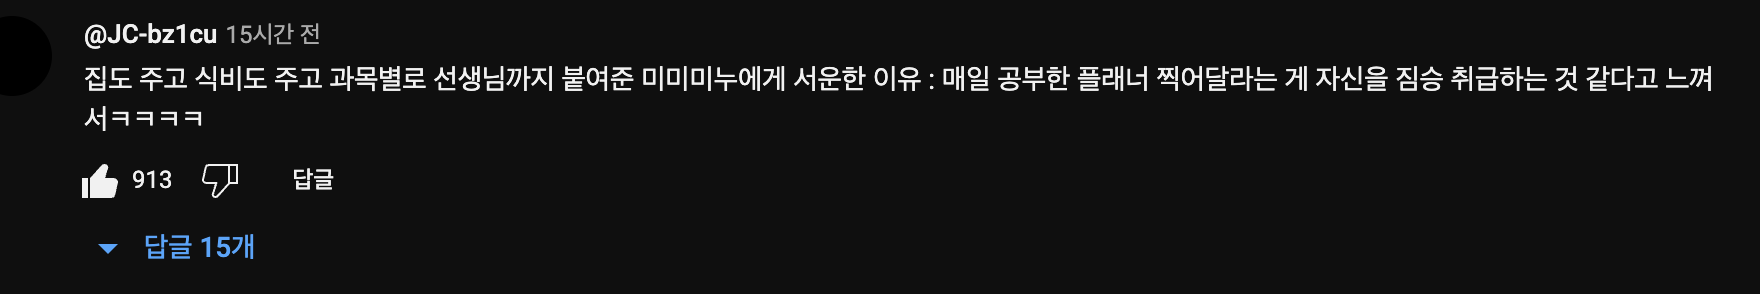 @JC-bz1cu 15시간 전
집도 주고 식비도 주고 과목별로 선생님까지 붙여준 미미미누에게 서운한 이유 : 매일 공부한 플래너 찍어달라는 게 자신을 짐승 취급하는 것 같다고 느껴
서ㅋㅋㅋㅋ
913 답글
답글 15개